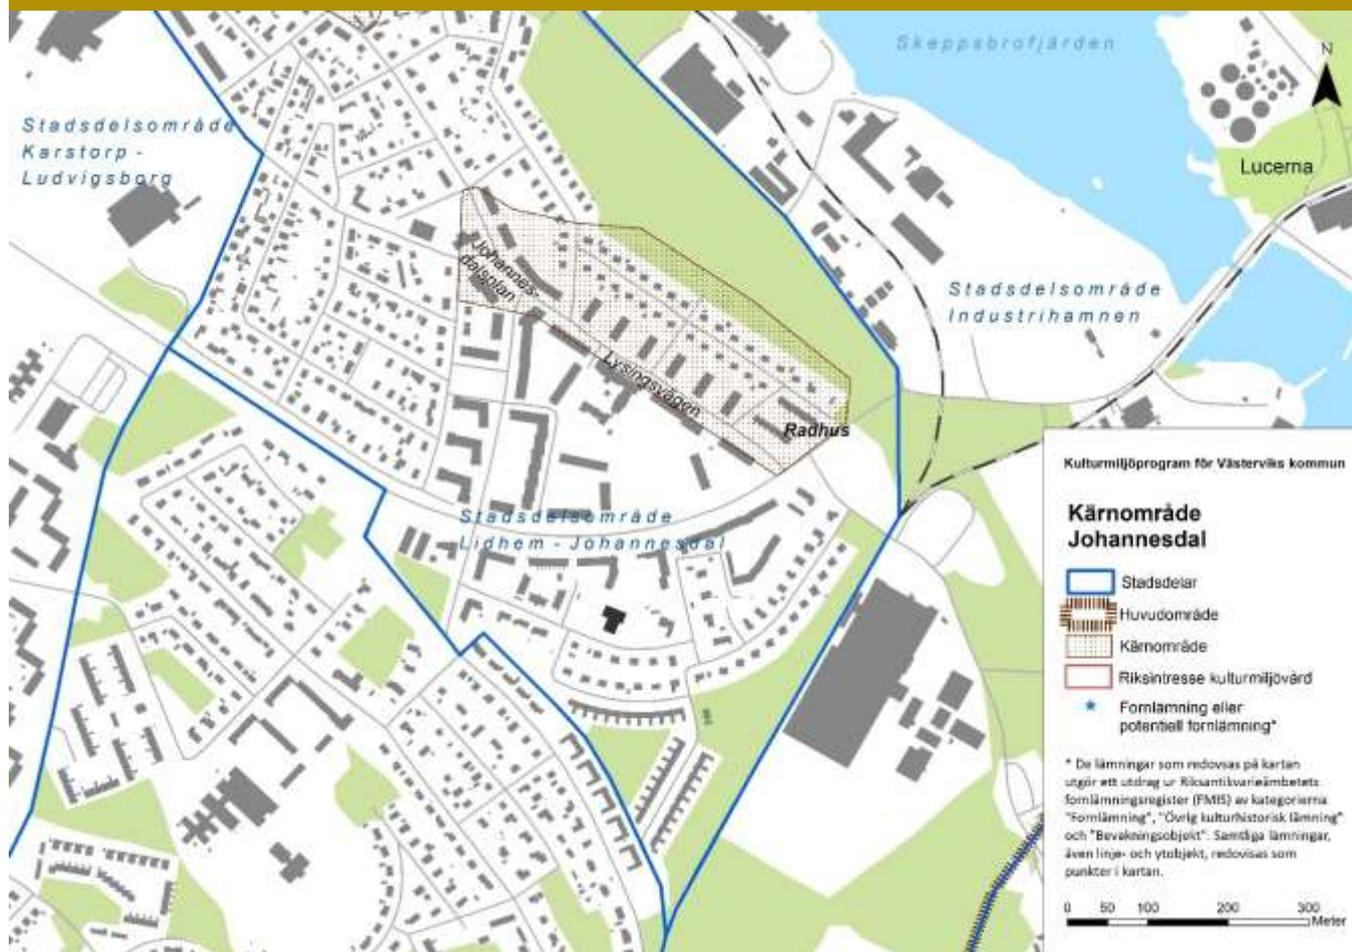 Skeppsbrofjärden
N
Stadsdelsområde
Karstorp -
Ludvigsborg
Lucerna
Johannes-
dalsplan
Stadsdelsområde
Industrihamnen
Lysingsvägen
Radhus
Stadsdelsområde
Lidhem - Johannesdal
Kulturmiljöprogram för Västerviks kommun
Kärnområde
Johannesdal
Stadsdelar
Huvudområde
Kärnområde
Riksintresse kulturmiljövård
Fornlämning eller
potentiell fornlämning*
* De lämningar som redovsas på kartan
utgör ett utdrag ur Riksantikvarieämbetets
fornlämningsregister (FMIS) av kategorierna
"Fornlämning", "Övrig kulturhistorisk lämning"
och "Bevakningsobjekt". Samtliga lämningar,
även linje- och ytobjekt, redovisas som
punkter i kartan.
0 50 100 200 300
Meter